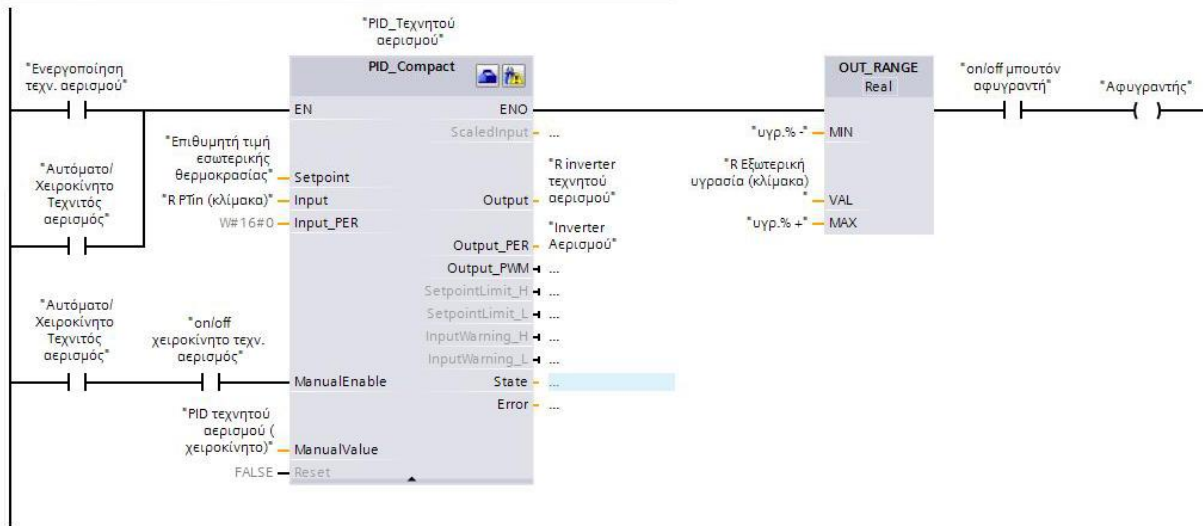 "PID_Τεχνητού
αερισμού"
PID_Compact
"Ενεργοποίηση
τεχν. αερισμού"
EN
ENO
ScaledInput
...
"Αυτόματο/
Χειροκίνητο
Τεχνιτός
αερισμός"
"Επιθυμητή τιμή
εσωτερικής
θερμοκρασίας"
Setpoint
"R PTin (κλίμακα)"
Input
W#16#0
Input_PER
Output
"R inverter
τεχνητού
αερισμού"
Output_PER
"Inverter
Αερισμού"
Output_PWM
...
SetpointLimit_H
...
SetpointLimit_L
...
InputWarning_H
...
InputWarning_L
...
State
...
Error
...
"Αυτόματο/
Χειροκίνητο
Τεχνιτός
αερισμός"
"on/off
χειροκίνητο τεχν.
αερισμός"
ManualEnable
"PID τεχνητού
αερισμού (
χειροκίνητο)"
ManualValue
FALSE
Reset
OUT_RANGE
Real
"υγρ.% -"
MIN
"R Εξωτερική
υγρασία (κλίμακα)
"
VAL
"υγρ.% +"
MAX
"on/off μπουτόν
αφυγραντή"
"Αφυγραντής"